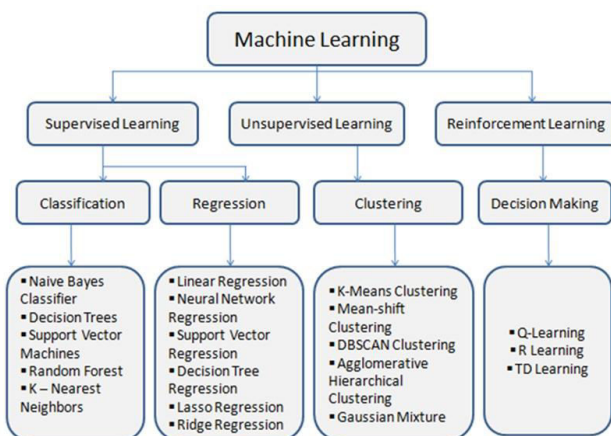 Machine Learning
Supervised Learning
Unsupervised Learning
Reinforcement Learning
Classification
Regression
Clustering
Decision Making
▪ Naive Bayes
Classifier
▪ Decision Trees
▪ Support Vector
Machines
▪ Random Forest
▪ K – Nearest
Neighbors
▪ Linear Regression
▪ Neural Network
Regression
▪ Support Vector
Regression
▪ Decision Tree
Regression
▪ Lasso Regression
▪ Ridge Regression
▪ K-Means Clustering
▪ Mean-shift
Clustering
▪ DBSCAN Clustering
▪ Agglomerative
Hierarchical
Clustering
▪ Gaussian Mixture
▪ Q-Learning
▪ R Learning
▪ TD Learning